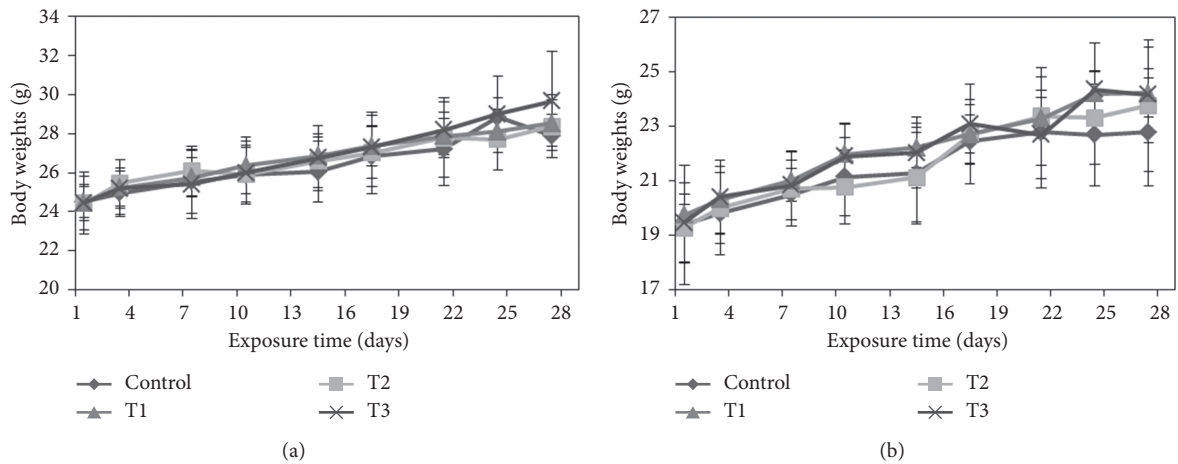 34
32
30
28
26
24
22
20
Body weights (g)
1 4 7 10 13 16 19 22 25 28
Exposure time (days)
Control
T1
T2
T3
(a)
27
25
23
21
19
17
Body weights (g)
1 4 7 10 13 16 19 22 25 28
Exposure time (days)
Control
T1
T2
T3
(b)